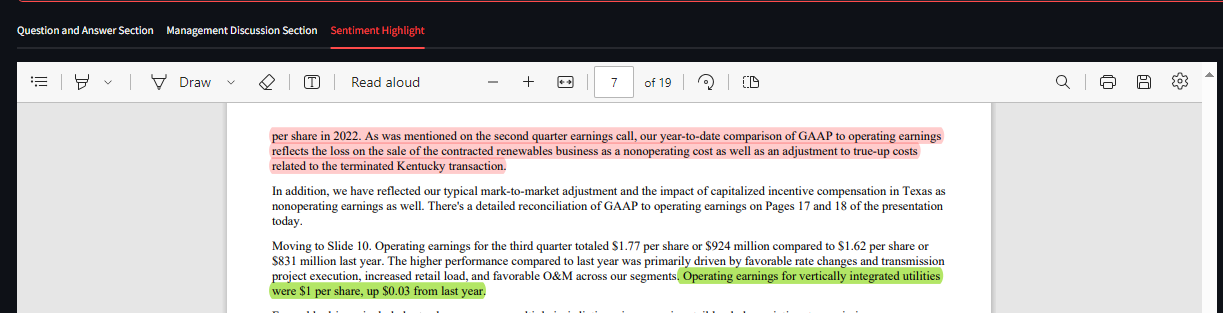 Question and Answer Section Management Discussion Section Sentiment Highlight
Draw Read aloud 7 of 19
per share in 2022. As was mentioned on the second quarter earnings call, our year-to-date comparison of GAAP to operating earnings
reflects the loss on the sale of the contracted renewables business as a nonoperating cost as well as an adjustment to true-up costs
related to the terminated Kentucky transaction.
In addition, we have reflected our typical mark-to-market adjustment and the impact of capitalized incentive compensation in Texas as
nonoperating earnings as well. There's a detailed reconciliation of GAAP to operating earnings on Pages 17 and 18 of the presentation
today.
Moving to Slide 10. Operating earnings for the third quarter totaled $1.77 per share or $924 million compared to $1.62 per share or
$831 million last year. The higher performance compared to last year was primarily driven by favorable rate changes and transmission
project execution, increased retail load, and favorable O&M across our segments. Operating earnings for vertically integrated utilities
were $1 per share, up $0.03 from last year.